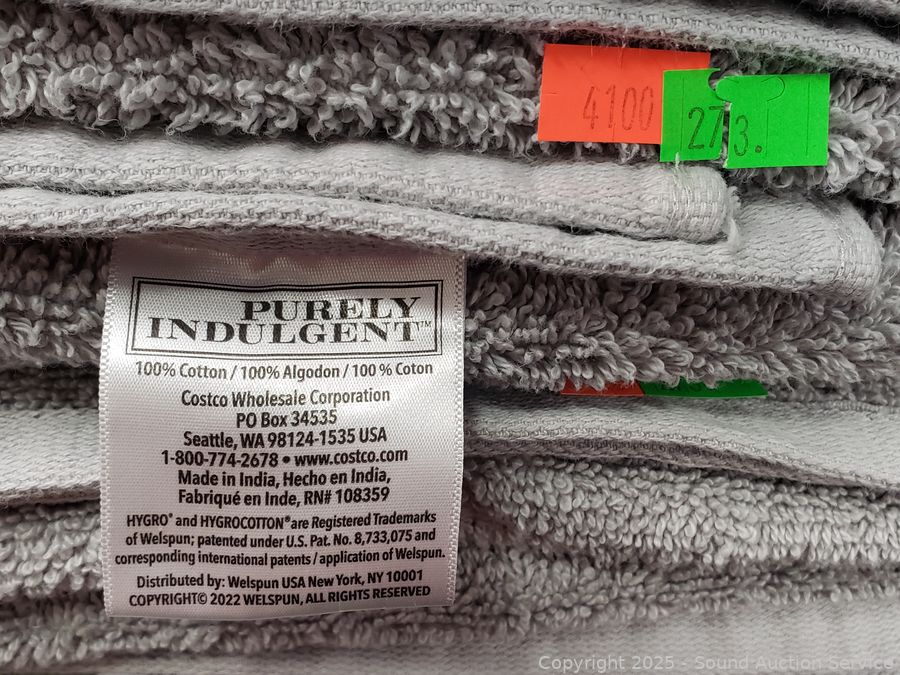 4100
27 3.
PURELY
INDULGENT™
100% Cotton / 100% Algodon / 100 % Coton
Costco Wholesale Corporation
PO Box 34535
Seattle, WA 98124-1535 USA
1-800-774-2678 • www.costco.com
Made in India, Hecho en India,
Fabriqué en Inde, RN# 108359
HYGRO® and HYGROCOTTON® are Registered Trademarks
of Welspun; patented under U.S. Pat. No. 8,733,075 and
corresponding international patents / application of Welspun.
Distributed by: Welspun USA New York, NY 10001
COPYRIGHT© 2022 WELSPUN, ALL RIGHTS RESERVED
Copyright 2025 - Sound Auction Service